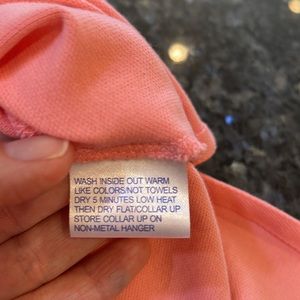 WASH INSIDE OUT WARM
LIKE COLORS/NOT TOWELS
DRY 5 MINUTES LOW HEAT
THEN DRY FLAT/COLLAR UP
STORE COLLAR UP ON
NON-METAL HANGER